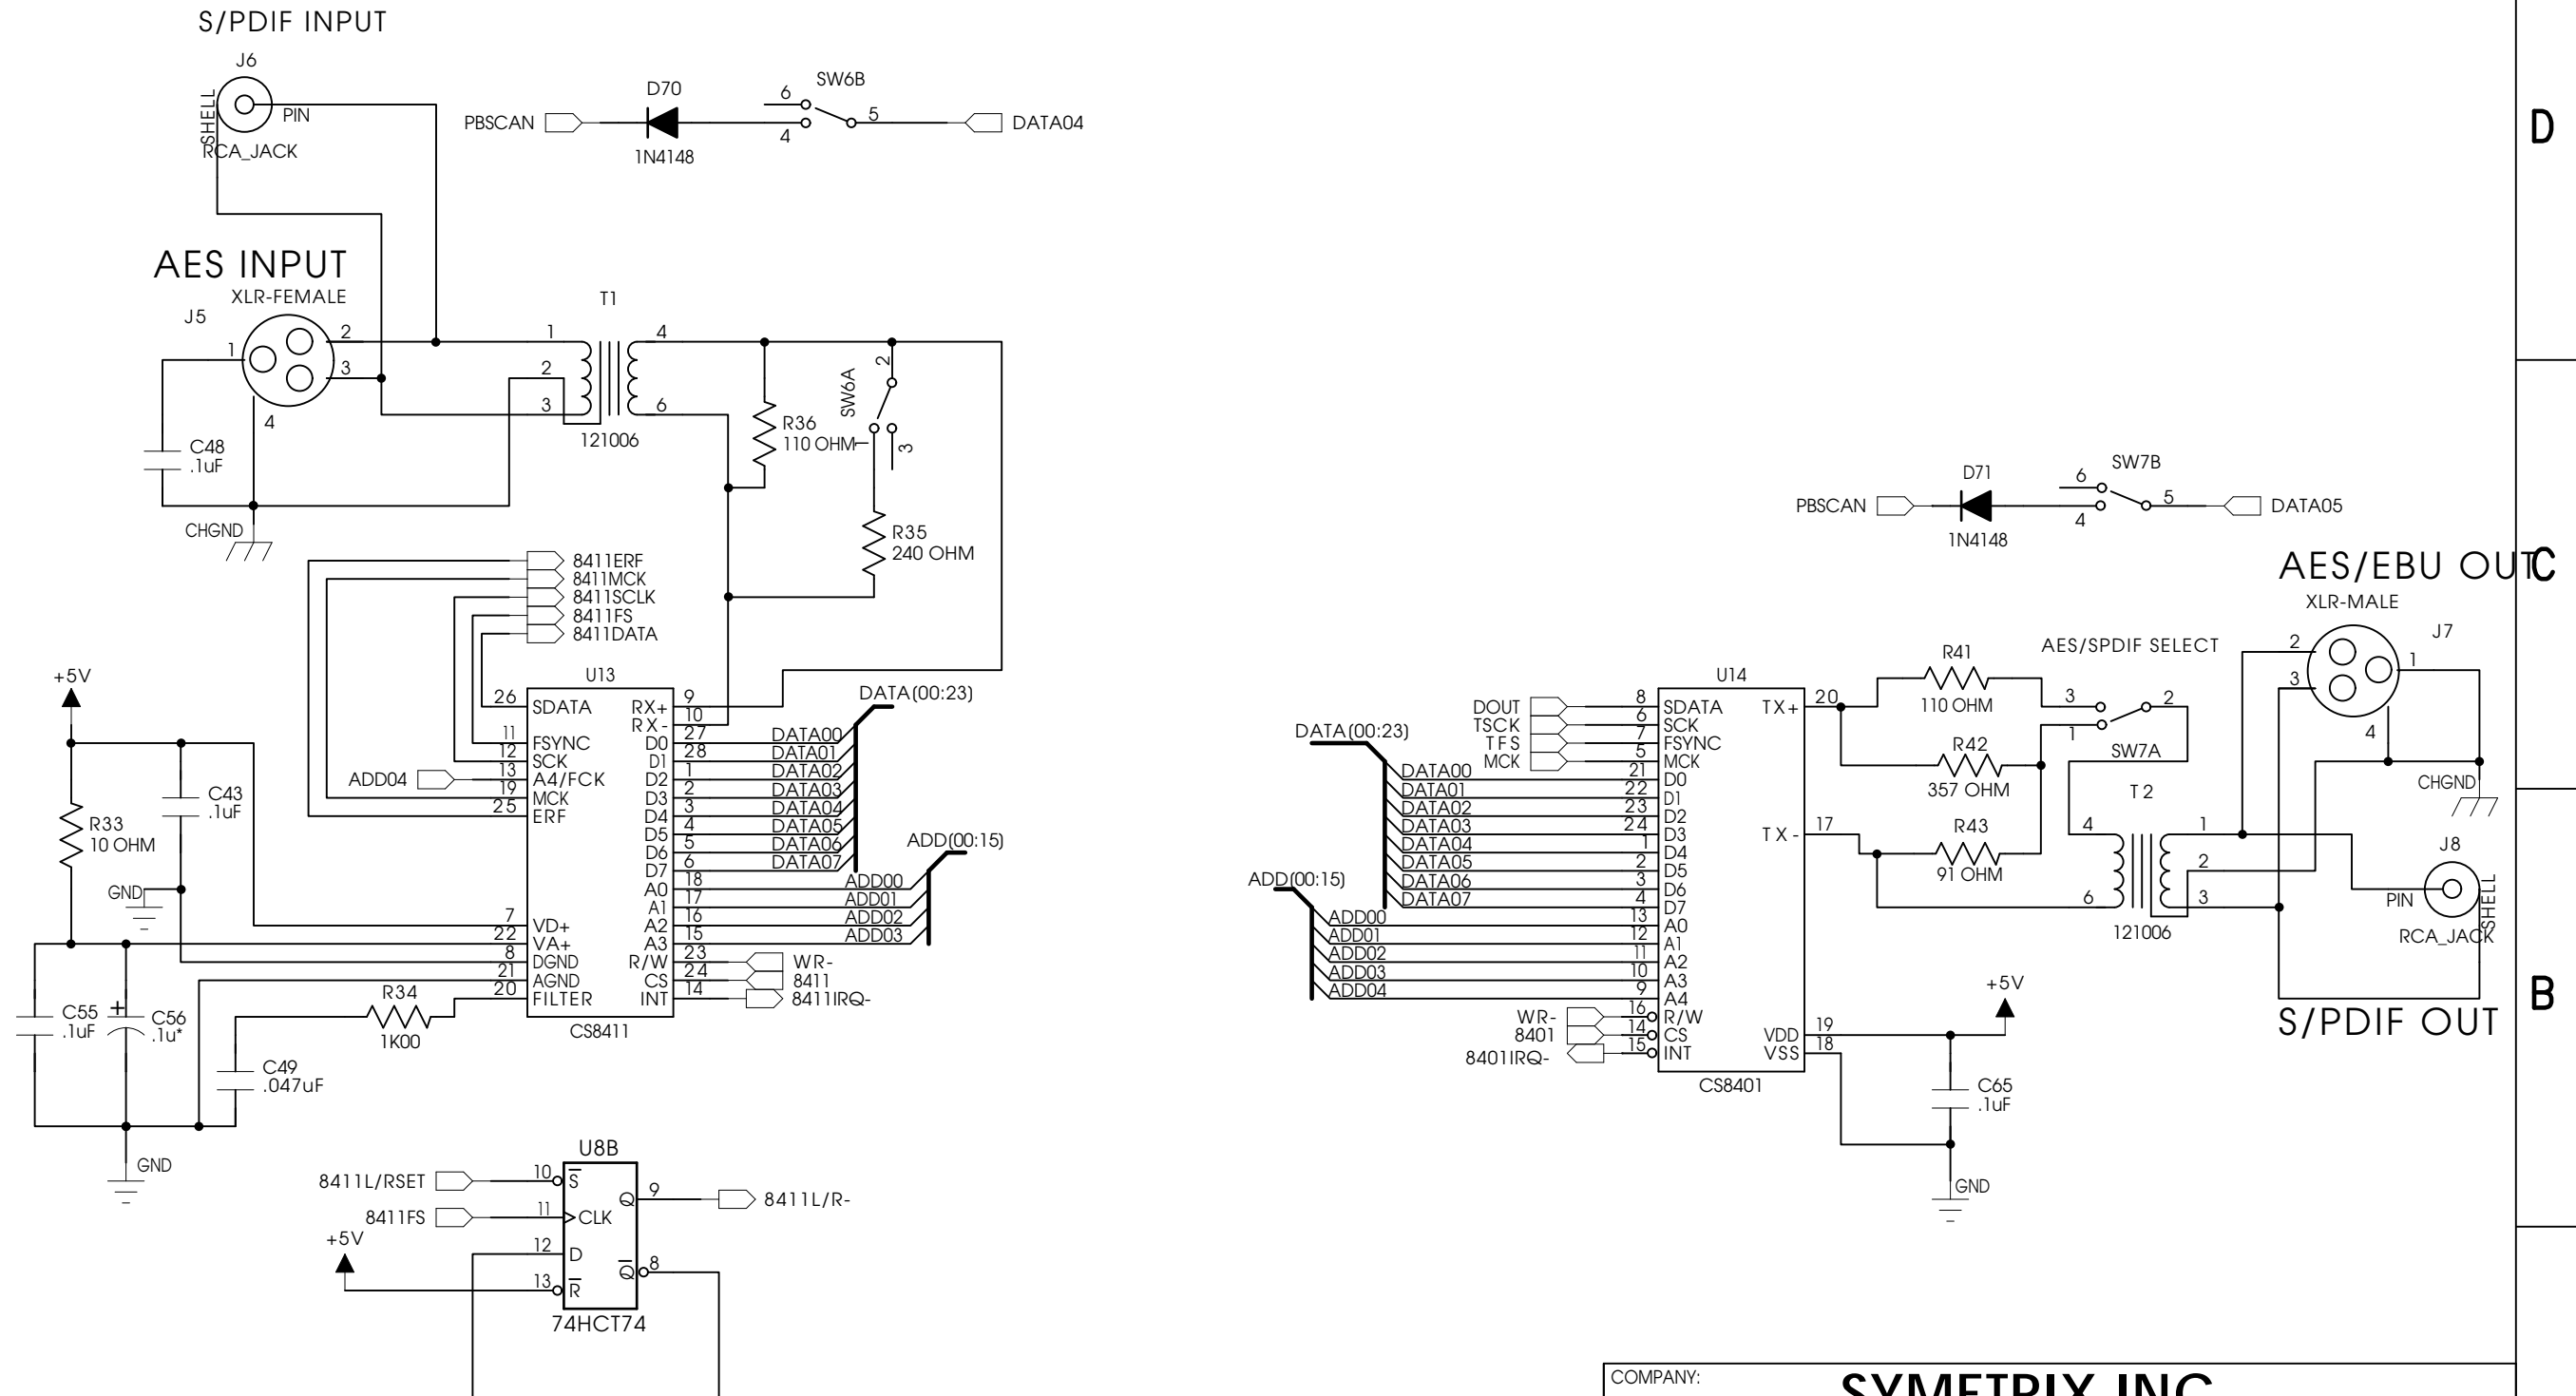 S/PDIF INPUT
J6
SHELL
PIN
RCA_JACK
PBSCAN
D70
1N4148
SW6B
6
4
5
DATA04
D
AES INPUT
XLR-FEMALE
J5
1
2
3
4
C48
.1uF
CHGND
T1
1
2
3
4
6
121006
R36
110 OHM
SW6A
2
1
3
R35
240 OHM
8411ERF
8411MCK
8411SCLK
8411FS
8411DATA
+5V
R33
10 OHM
C43
.1uF
GND
ADD04
U13
26 SDATA
11 FSYNC
12 SCK
13 A4/FCK
19 MCK
25 ERF
7 VD+
22 VA+
8 DGND
21 AGND
20 FILTER
RX+ 9
RX- 10
D0 27 DATA00
D1 28 DATA01
D2 1 DATA02
D3 2 DATA03
D4 3 DATA04
D5 4 DATA05
D6 5 DATA06
D7 6 DATA07
A0 18 ADD00
A1 17 ADD01
A2 16 ADD02
A3 15 ADD03
R/W 23 WR-
CS 24 8411
INT 14 8411IRQ-
CS8411
DATA(00:23)
ADD(00:15)
C55
.1uF
+
C56
.1u*
R34
1K00
C49
.047uF
GND
U8B
8411L/RSET 10 S
8411FS 11 CLK
12 D
+5V 13 R
Q 9 8411L/R-
Q 8
74HCT74
PBSCAN
D71
1N4148
SW7B
6
4
5
DATA05
AES/EBU OUT
C
XLR-MALE
J7
2
3
1
4
CHGND
AES/SPDIF SELECT
R41
110 OHM
R42
357 OHM
R43
91 OHM
3
1
2
SW7A
T2
4
6
1
2
3
121006
J8
PIN
SHELL
RCA_JACK
S/PDIF OUT
B
U14
DOUT 8 SDATA
TSCK 6 SCK
TFS 7 FSYNC
MCK 5 MCK
DATA(00:23)
DATA00 21 D0
DATA01 22 D1
DATA02 23 D2
DATA03 24 D3
DATA04 1 D4
DATA05 2 D5
DATA06 3 D6
DATA07 4 D7
ADD(00:15)
ADD00 13 A0
ADD01 12 A1
ADD02 11 A2
ADD03 10 A3
ADD04 9 A4
WR- 16 R/W
8401 14 CS
8401IRQ- 15 INT
TX+ 20
TX- 17
VDD 19
VSS 18
CS8401
+5V
C65
.1uF
GND
COMPANY:
SYMETRIX INC